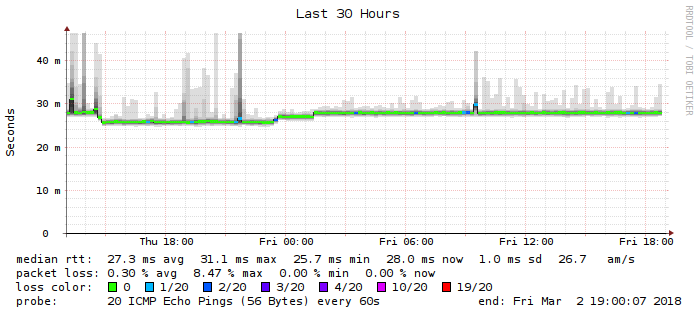 Last 30 Hours
RRDTOOL / TOBI OETIKER
Seconds
40 m
30 m
20 m
10 m
0
Thu 18:00 Fri 00:00 Fri 06:00 Fri 12:00 Fri 18:00
median rtt: 27.3 ms avg 31.1 ms max 25.7 ms min 28.0 ms now 1.0 ms sd 26.7 am/s
packet loss: 0.30 % avg 8.47 % max 0.00 % min 0.00 % now
loss color: 0 1/20 2/20 3/20 4/20 10/20 19/20
probe: 20 ICMP Echo Pings (56 Bytes) every 60s end: Fri Mar 2 19:00:07 2018